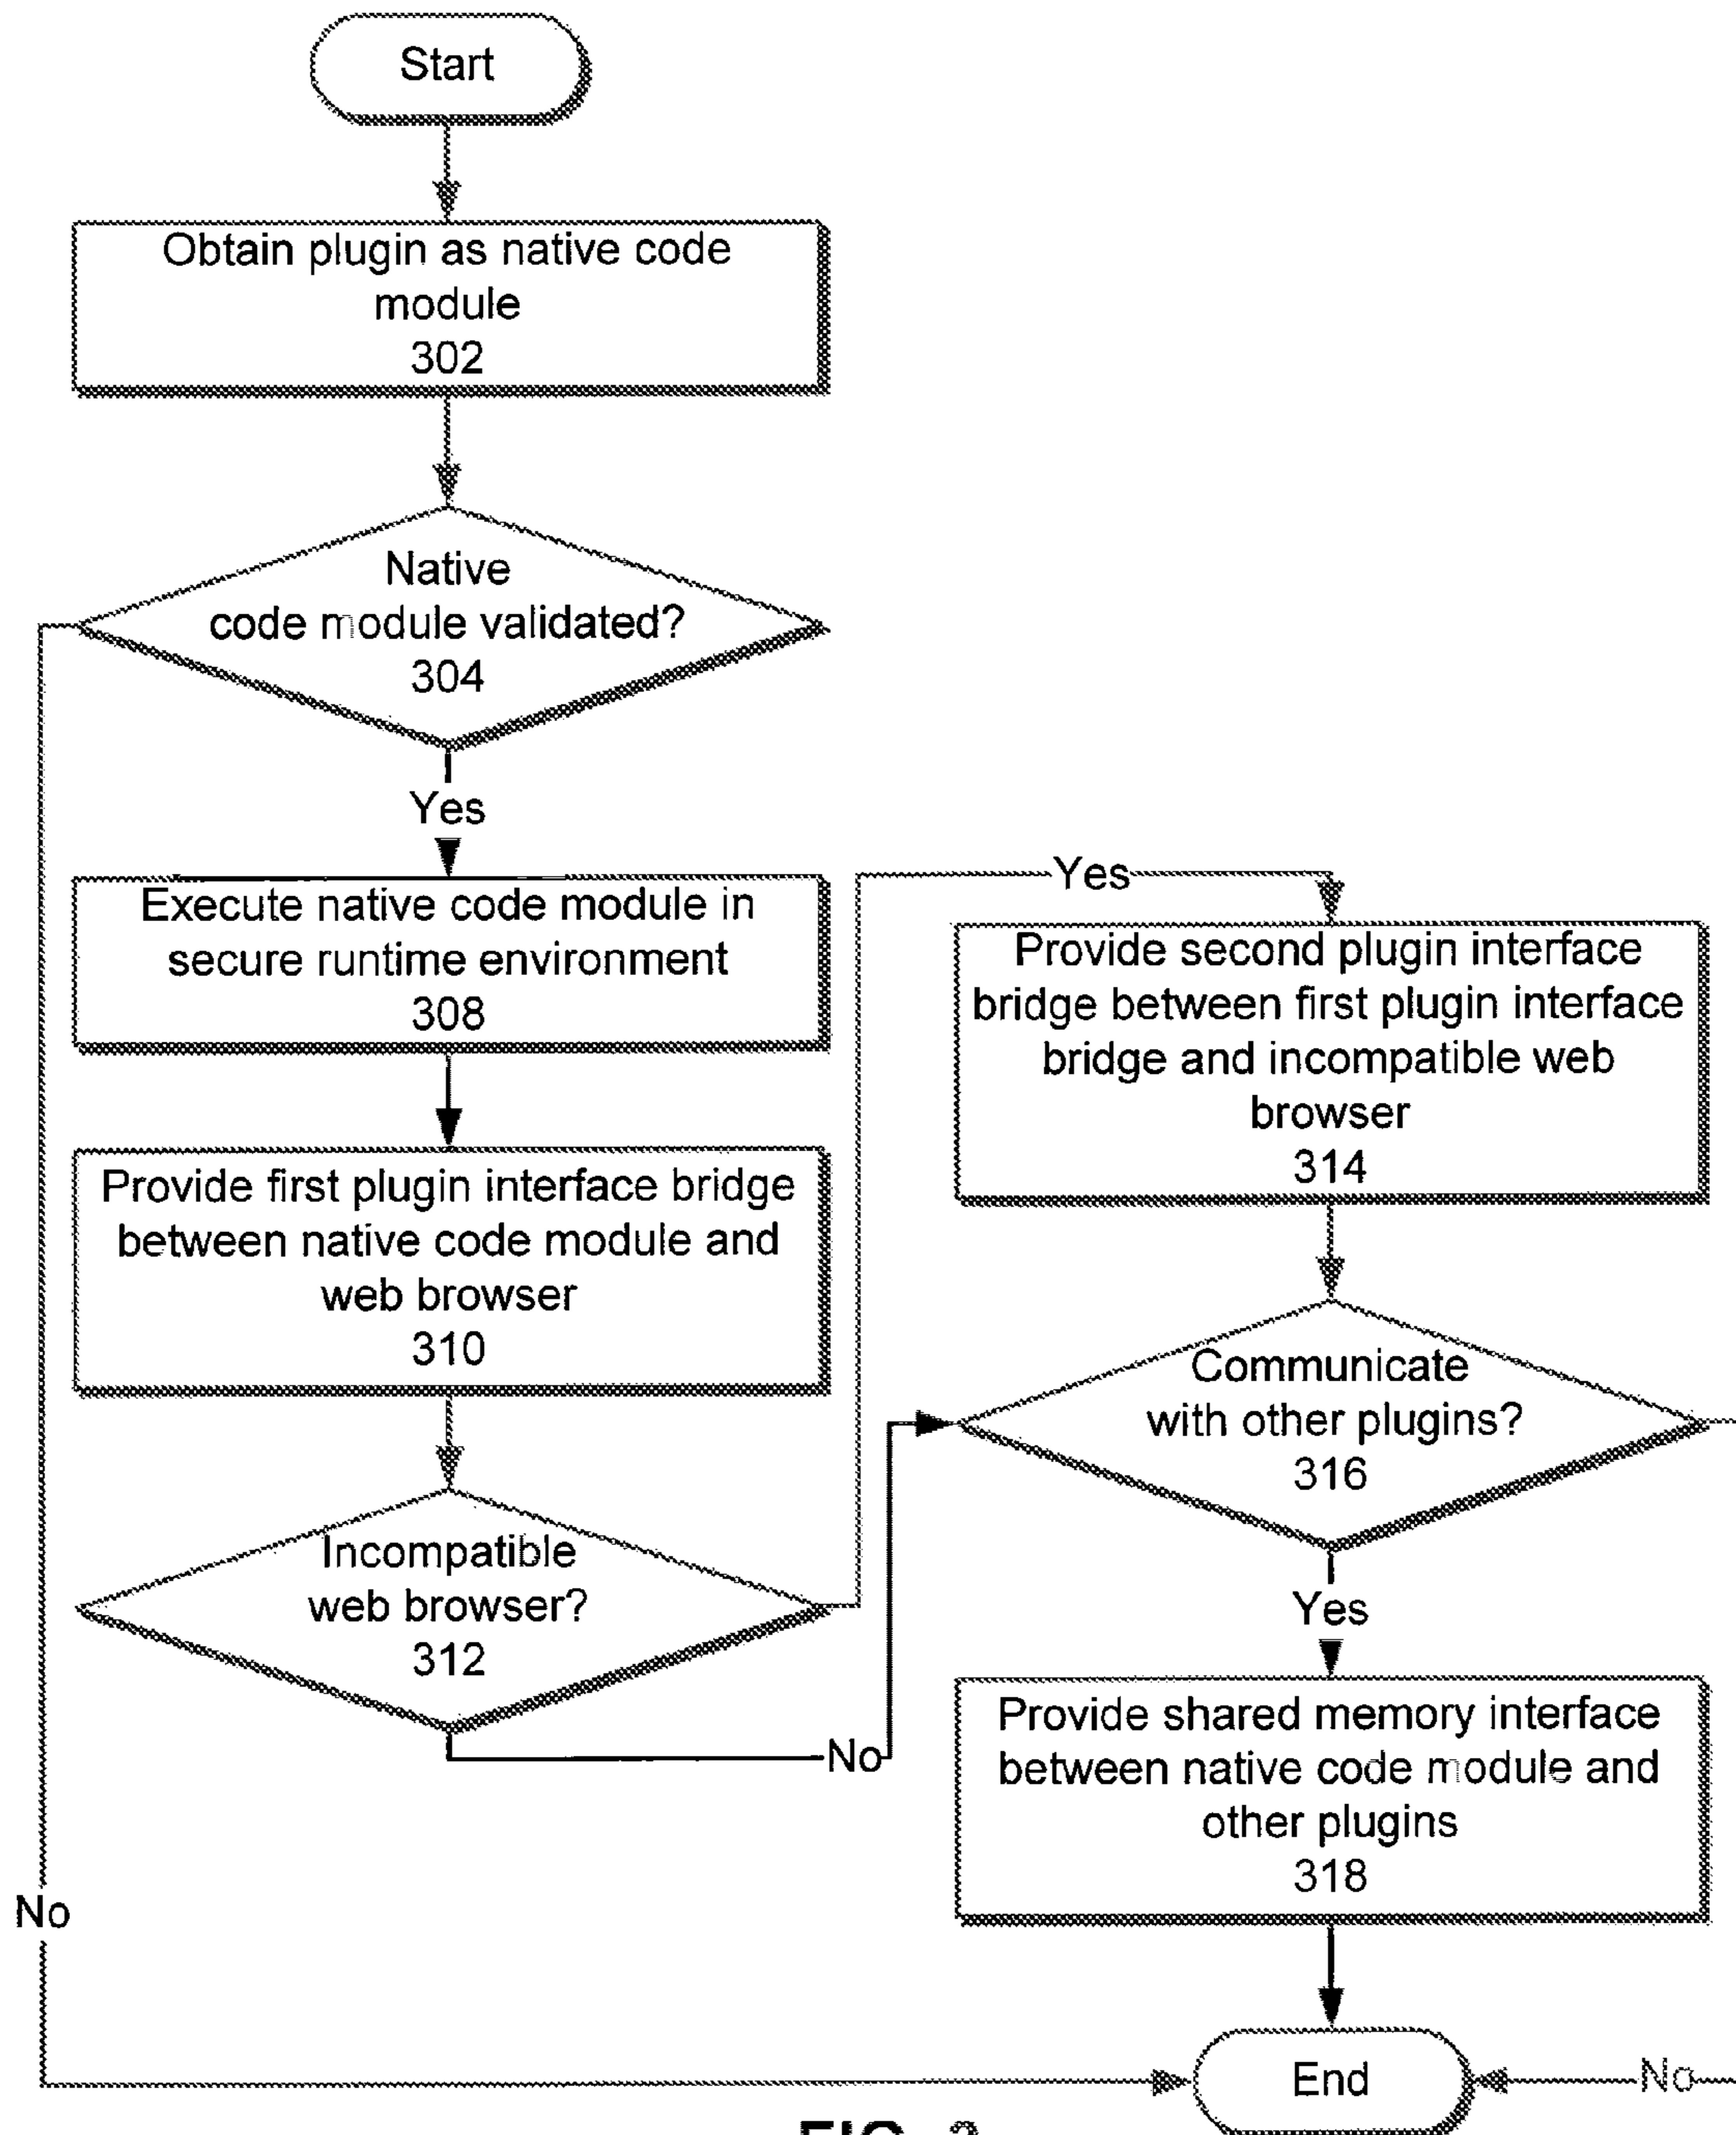 Start
Obtain plugin as native code
module
302
Native
code module validated?
304
Yes
Execute native code module in
secure runtime environment
308
Provide first plugin interface bridge
between native code module and
web browser
310
Incompatible
web browser?
312
No
No
Yes
Provide second plugin interface
bridge between first plugin interface
bridge and incompatible web
browser
314
Communicate
with other plugins?
316
Yes
Provide shared memory interface
between native code module and
other plugins
318
End
No
FIG. 3